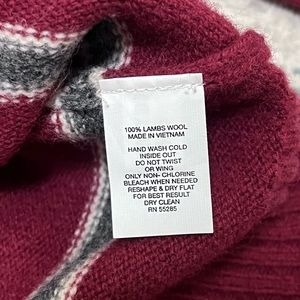 100% LAMBS WOOL
MADE IN VIETNAM
HAND WASH COLD
INSIDE OUT
DO NOT TWIST
OR WING
ONLY NON- CHLORINE
BLEACH WHEN NEEDED
RESHAPE & DRY FLAT
FOR BEST RESULT
DRY CLEAN
RN 55285